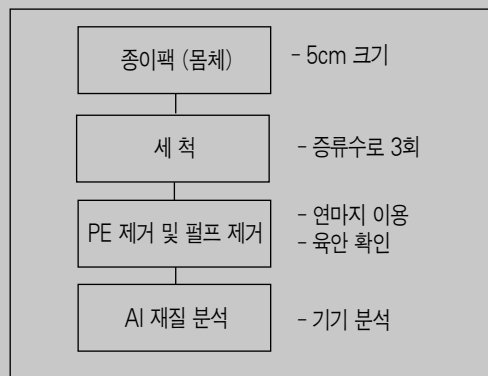 종이팩 (몸체)
- 5cm 크기
세 척
- 증류수로 3회
PE 제거 및 펄프 제거
- 연마지 이용
- 육안 확인
AI 재질 분석
- 기기 분석